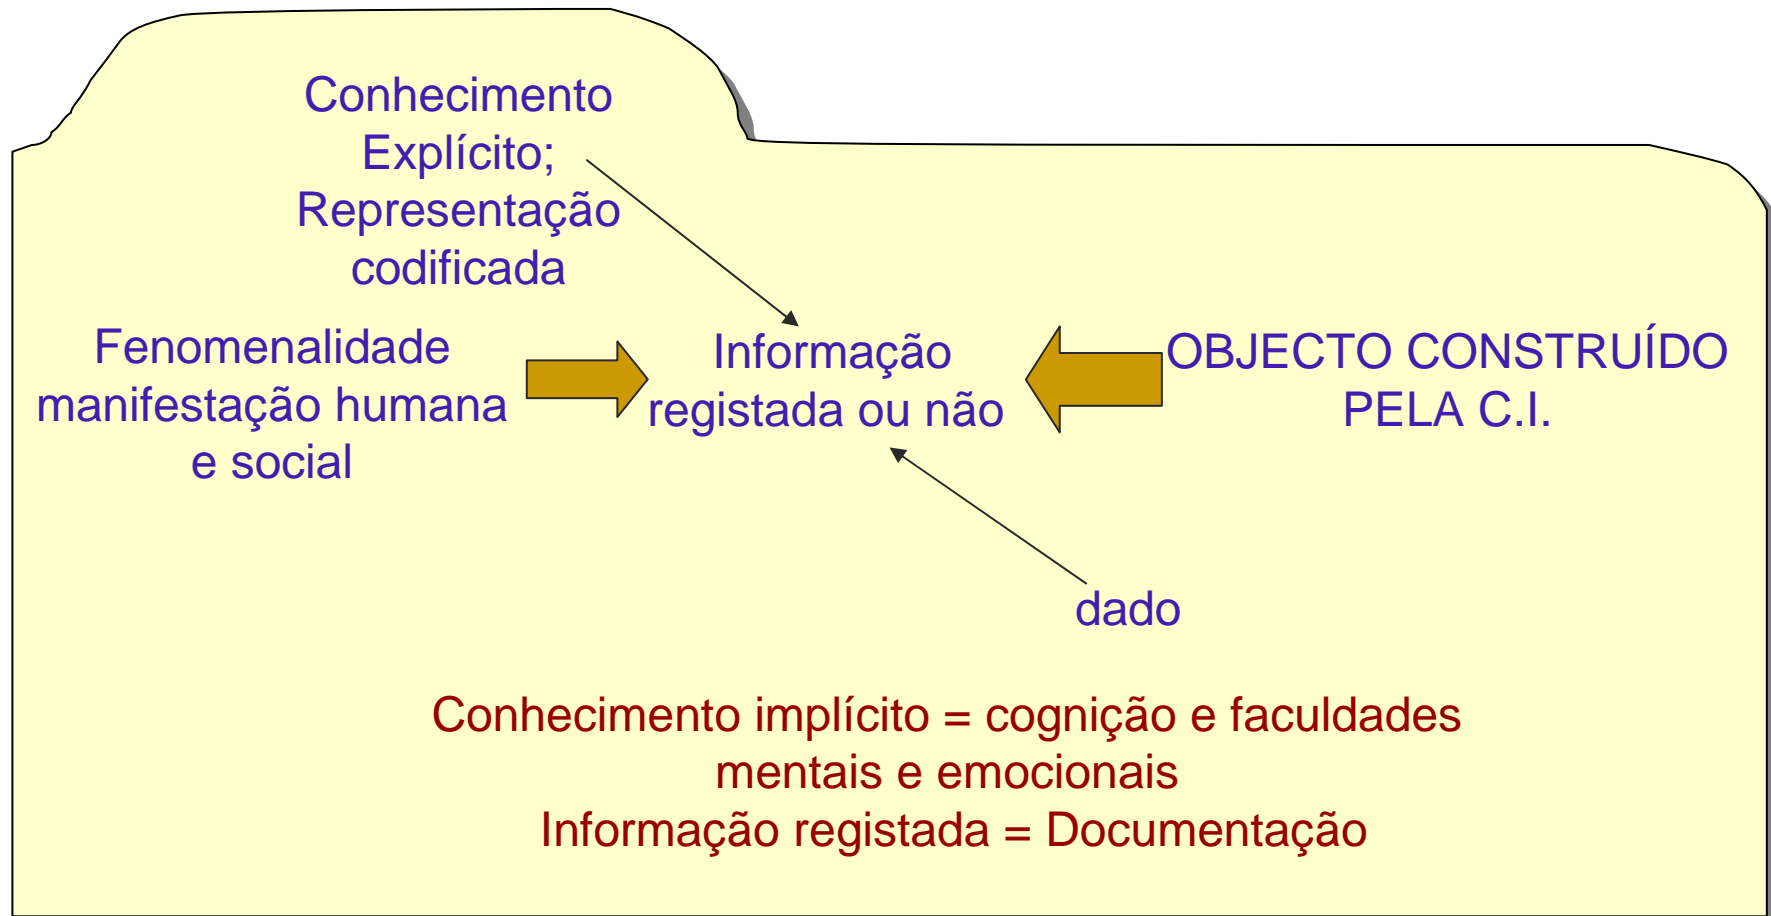 Conhecimento
Explícito;
Representação
codificada
Fenomenalidade
manifestação humana
e social
Informação
registada ou não
OBJECTO CONSTRUÍDO
PELA C.I.
dado
Conhecimento implícito = cognição e faculdades
mentais e emocionais
Informação registada = Documentação